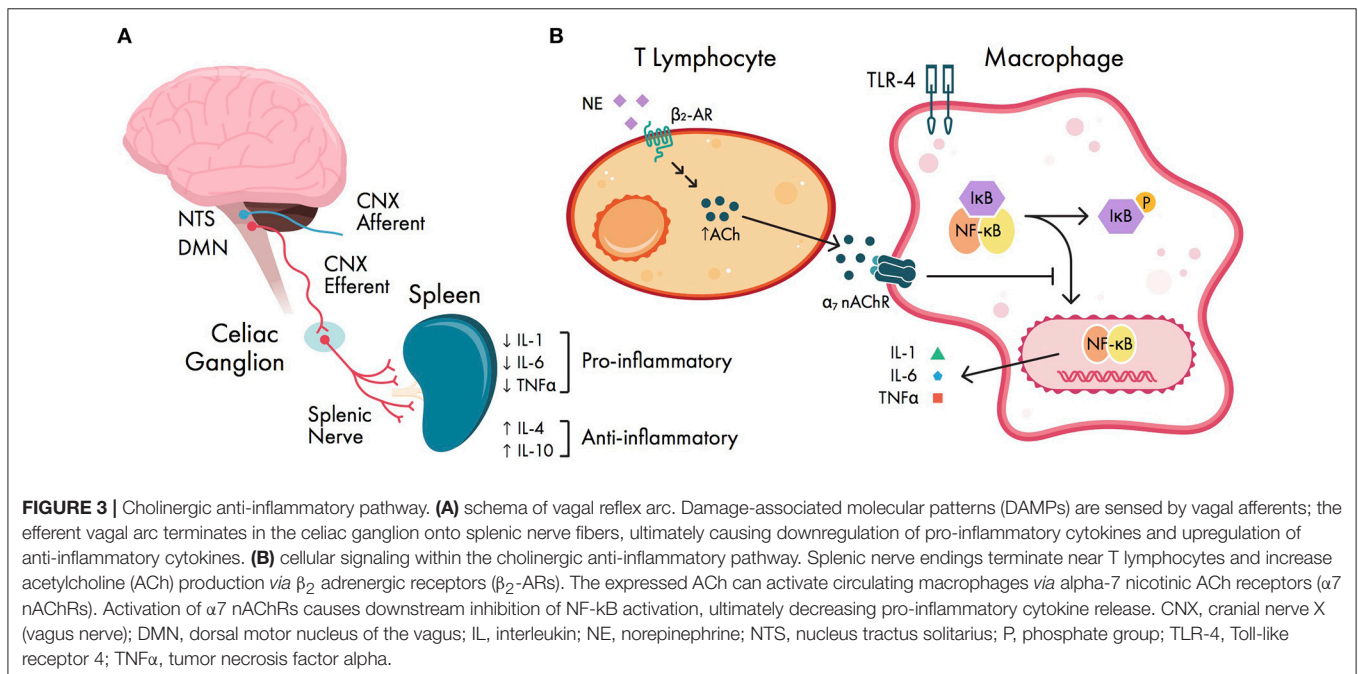 A
NTS
DMN
CNX
Afferent
CNX
Efferent
Celiac
Ganglion
Spleen
Splenic
Nerve
↓ IL-1
↓ IL-6
↓ TNFα
Pro-inflammatory
↑ IL-4
↑ IL-10
Anti-inflammatory
B
T Lymphocyte
NE
β₂-AR
↑ACh
Macrophage
TLR-4
α₇ nAChR
IκB
NF-κB
IκB
P
NF-κB
IL-1
IL-6
TNFα
FIGURE 3 | Cholinergic anti-inflammatory pathway. (A) schema of vagal reflex arc. Damage-associated molecular patterns (DAMPs) are sensed by vagal afferents; the
efferent vagal arc terminates in the celiac ganglion onto splenic nerve fibers, ultimately causing downregulation of pro-inflammatory cytokines and upregulation of
anti-inflammatory cytokines. (B) cellular signaling within the cholinergic anti-inflammatory pathway. Splenic nerve endings terminate near T lymphocytes and increase
acetylcholine (ACh) production via β₂ adrenergic receptors (β₂-ARs). The expressed ACh can activate circulating macrophages via alpha-7 nicotinic ACh receptors (α7
nAChRs). Activation of α7 nAChRs causes downstream inhibition of NF-kB activation, ultimately decreasing pro-inflammatory cytokine release. CNX, cranial nerve X
(vagus nerve); DMN, dorsal motor nucleus of the vagus; IL, interleukin; NE, norepinephrine; NTS, nucleus tractus solitarius; P, phosphate group; TLR-4, Toll-like
receptor 4; TNFα, tumor necrosis factor alpha.